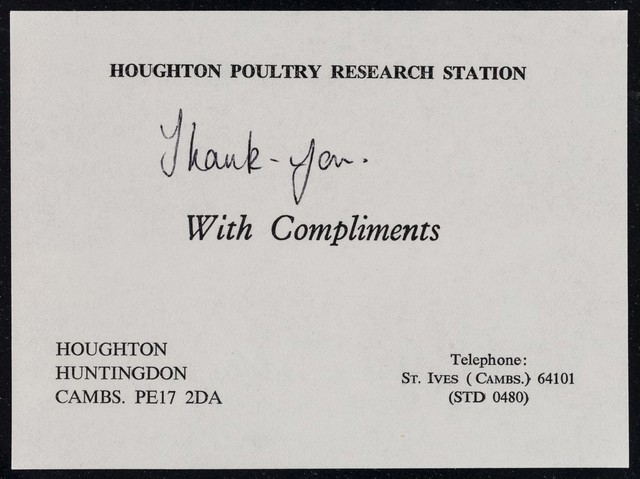 HOUGHTON POULTRY RESEARCH STATION
Thank-you.
With Compliments
HOUGHTON
HUNTINGDON
CAMBS. PE17 2DA
Telephone:
ST. IVES (CAMBS.) 64101
(STD 0480)